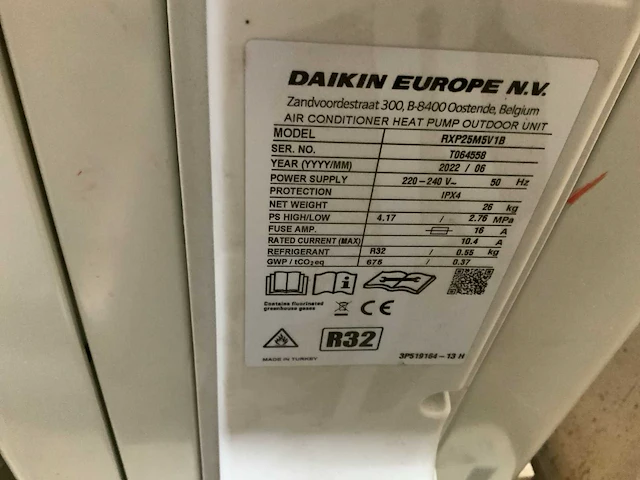 DAIKIN EUROPE N.V.
Zandvoordestraat 300, B-8400 Oostende, Belgium
AIR CONDITIONER HEAT PUMP OUTDOOR UNIT
MODEL RXP25M5V1B
SER. NO. T064558
YEAR (YYYY/MM) 2022 / 06
POWER SUPPLY 220-240 V~ 50 Hz
PROTECTION IPX4
NET WEIGHT 26 kg
PS HIGH/LOW 4.17 / 2.76 MPa
FUSE AMP. 16 A
RATED CURRENT (MAX) 10.4 A
REFRIGERANT R32 / 0.55 kg
GWP / tCO2eq 675 / 0.37
Contains fluorinated
greenhouse gases
CE
R32
MADE IN TURKEY
3P519164-13 H